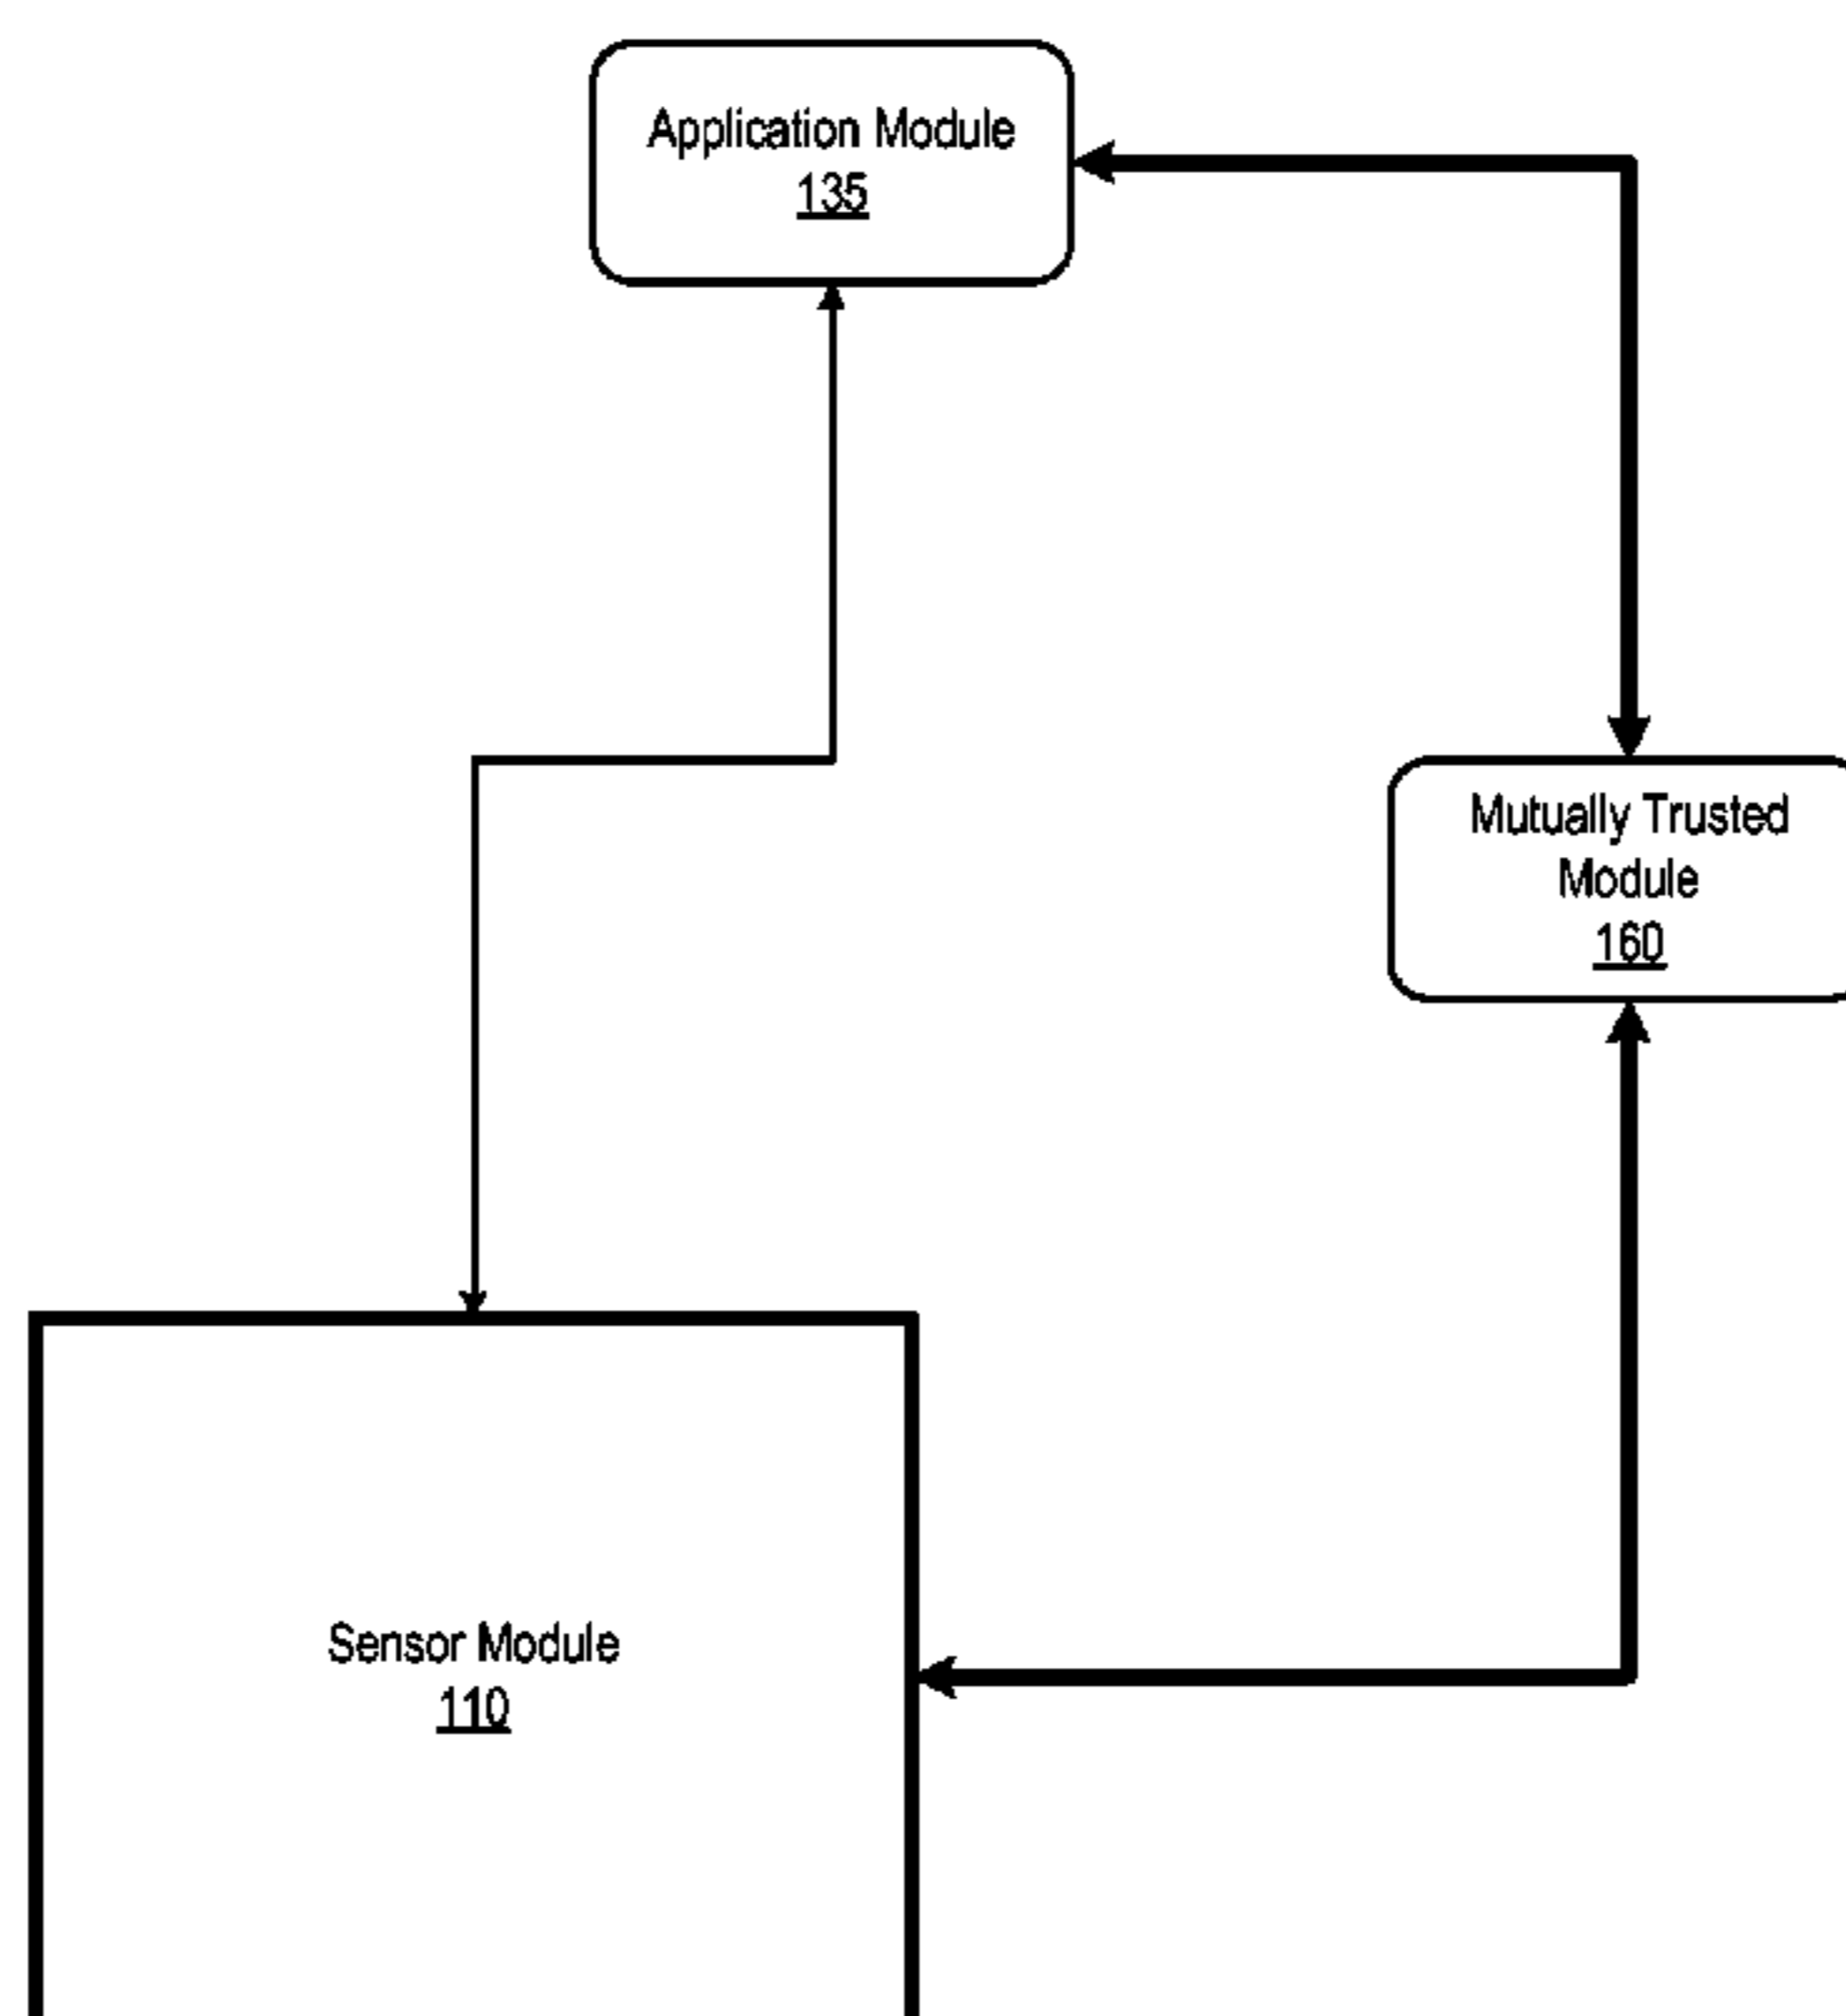 Application Module
135
Mutually Trusted
Module
160
Sensor Module
110